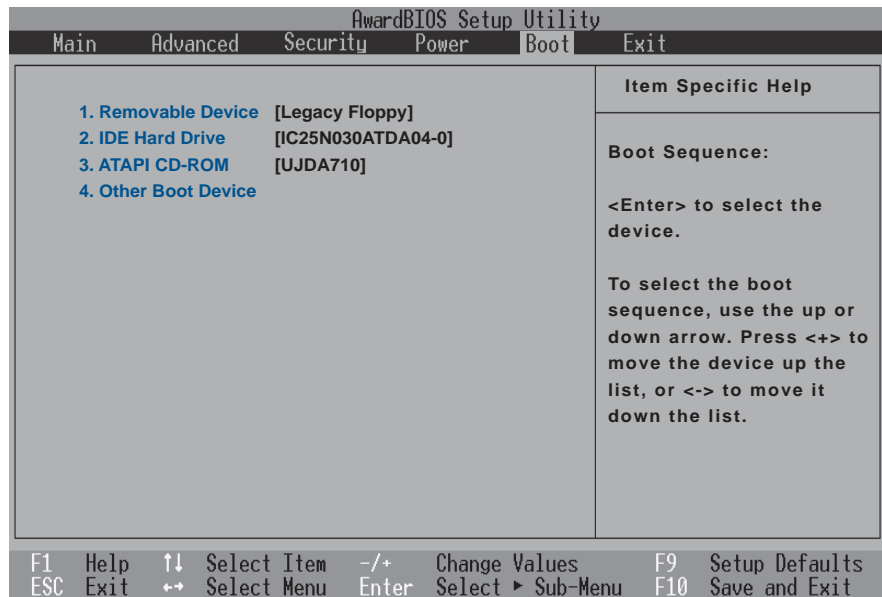 AwardBIOS Setup Utility
Main Advanced Security Power Boot Exit
1. Removable Device [Legacy Floppy]
2. IDE Hard Drive [IC25N030ATDA04-0]
3. ATAPI CD-ROM [UJDA710]
4. Other Boot Device
Item Specific Help
Boot Sequence:
<Enter> to select the
device.
To select the boot
sequence, use the up or
down arrow. Press <+> to
move the device up the
list, or <-> to move it
down the list.
F1 Help ↑↓ Select Item -/+ Change Values F9 Setup Defaults
ESC Exit ←→ Select Menu Enter Select ► Sub-Menu F10 Save and Exit